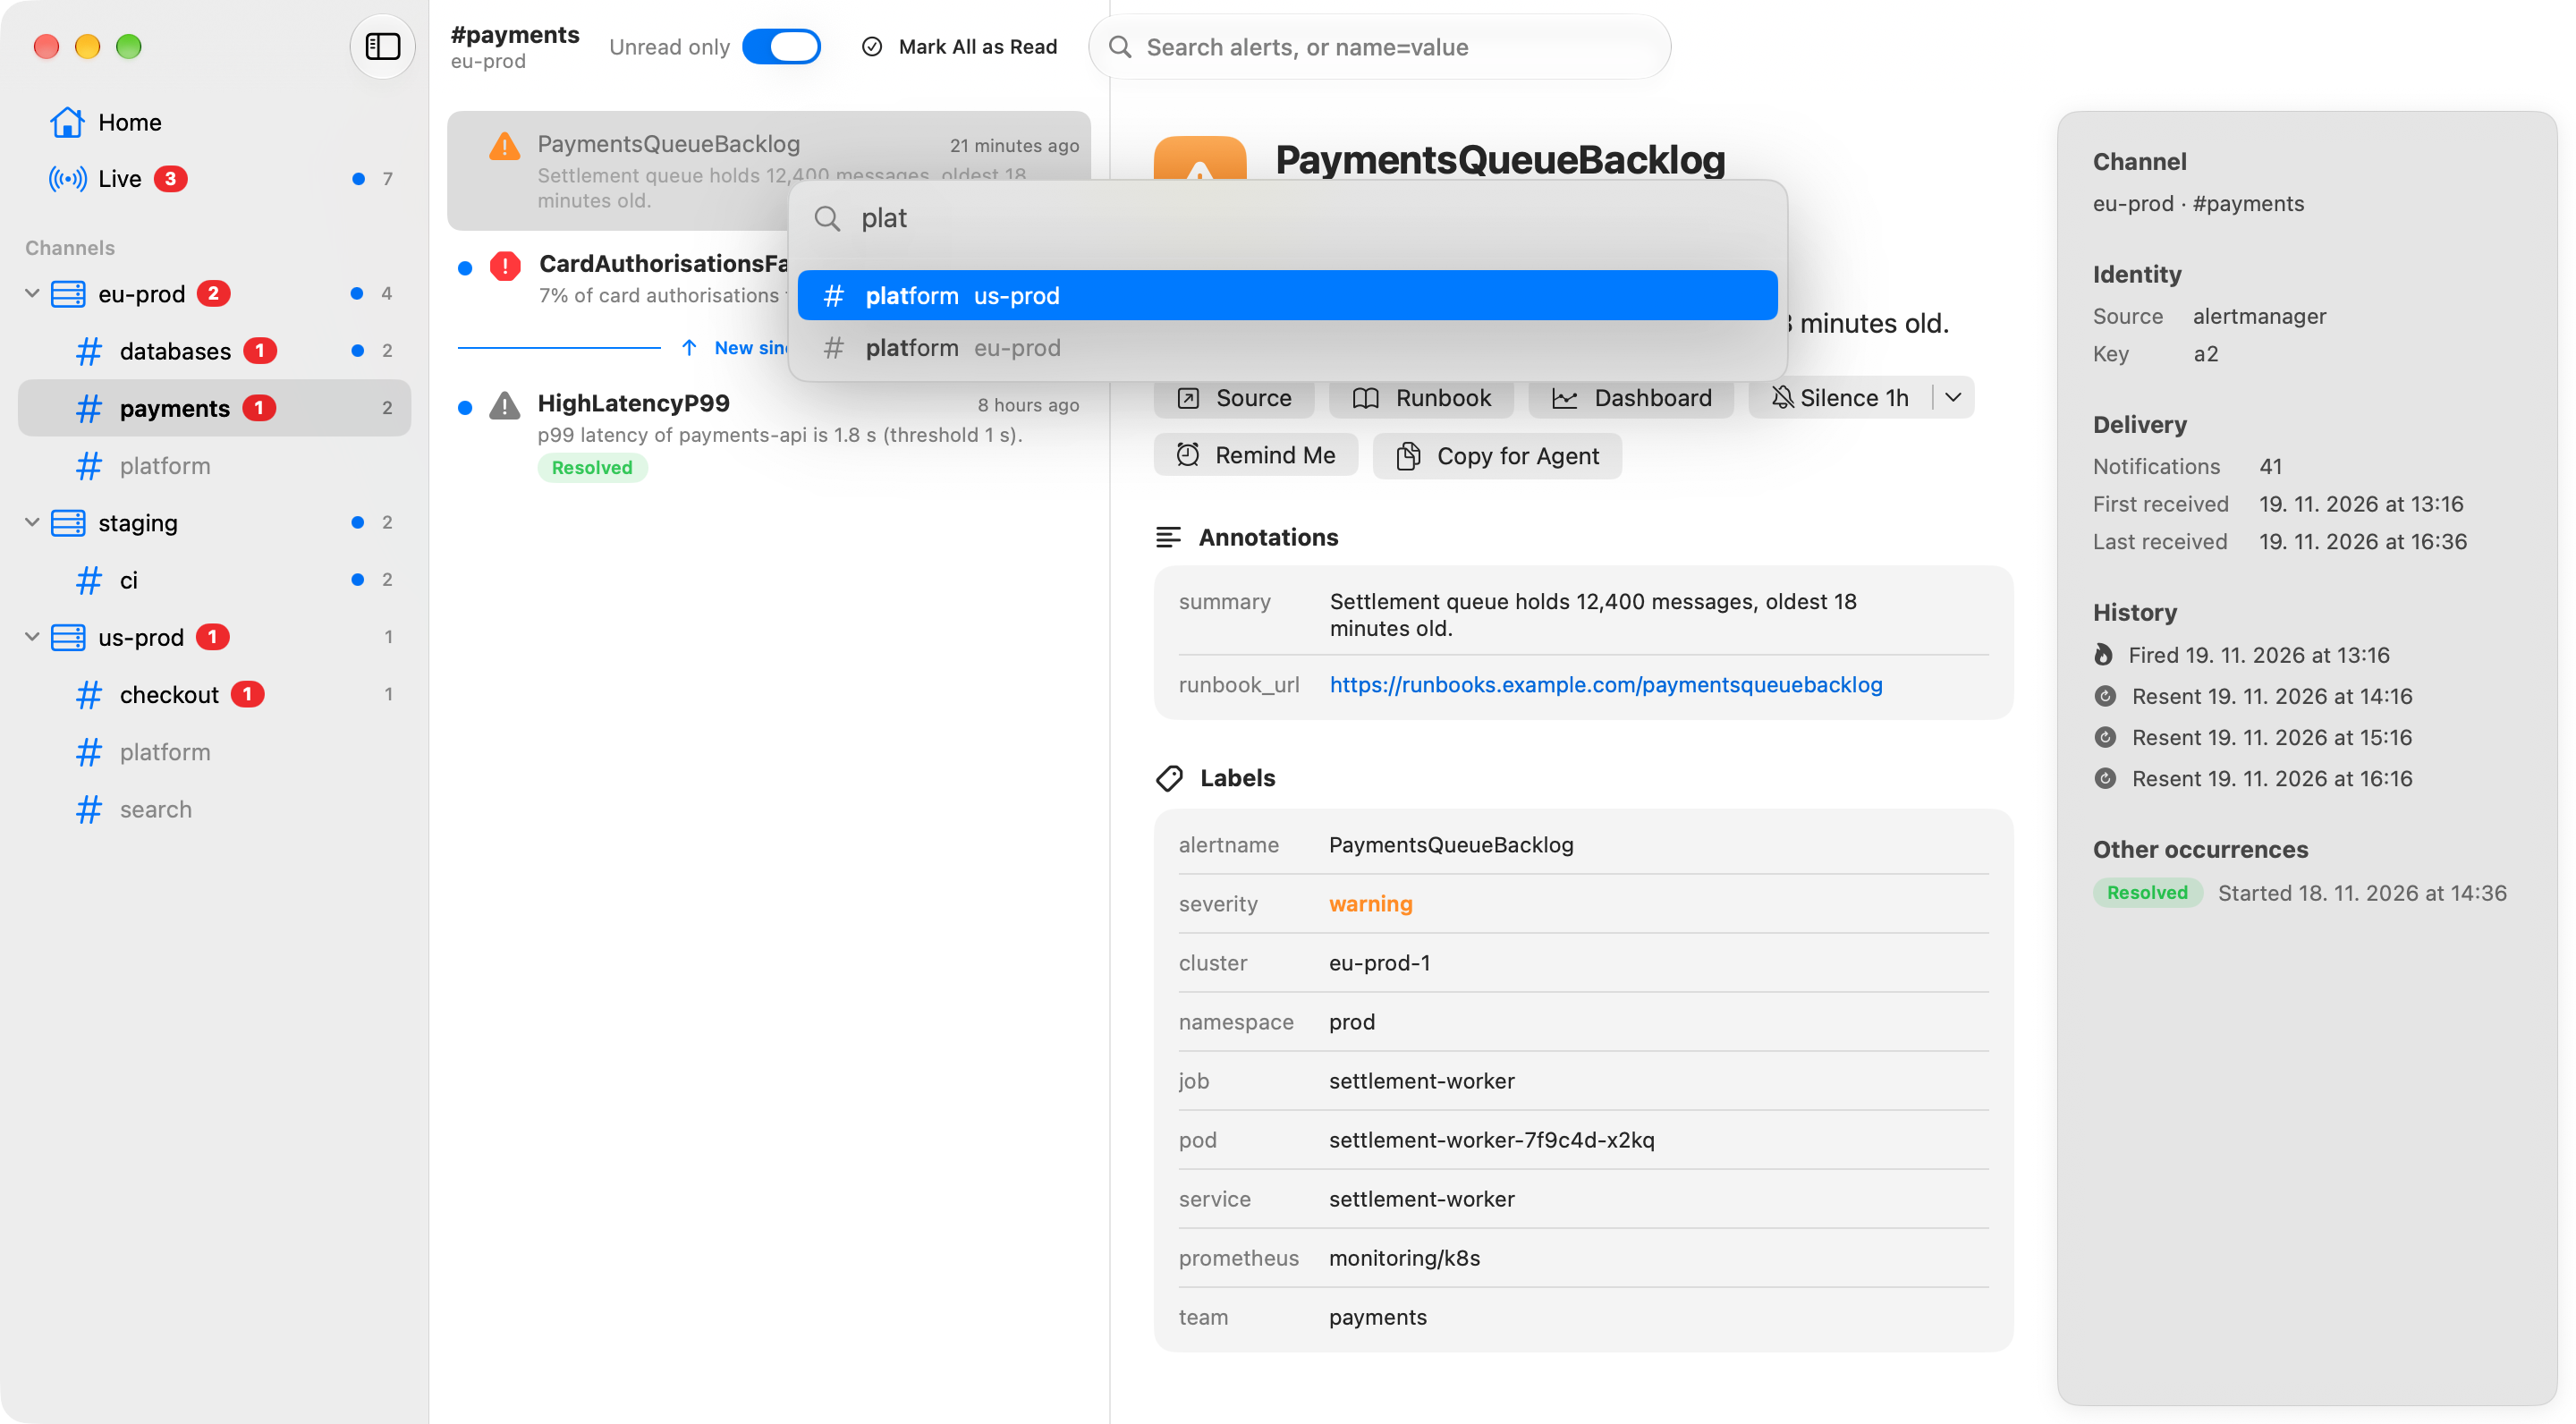 Home
Live 3 7
Channels
eu-prod 2 4
# databases 1 2
# payments 1 2
# platform
staging 2
# ci 2
us-prod 1 1
# checkout 1 1
# platform
# search
#payments
eu-prod
Unread only
Mark All as Read
Search alerts, or name=value
PaymentsQueueBacklog 21 minutes ago
Settlement queue holds 12,400 messages, oldest 18
minutes old.
CardAuthorisationsFa
7% of card authorisations
New sinc
HighLatencyP99 8 hours ago
p99 latency of payments-api is 1.8 s (threshold 1 s).
Resolved
plat
# platform us-prod
# platform eu-prod
PaymentsQueueBacklog
minutes old.
Source
Runbook
Dashboard
Silence 1h
Remind Me
Copy for Agent
Annotations
summary Settlement queue holds 12,400 messages, oldest 18
minutes old.
runbook_url https://runbooks.example.com/paymentsqueuebacklog
Labels
alertname PaymentsQueueBacklog
severity warning
cluster eu-prod-1
namespace prod
job settlement-worker
pod settlement-worker-7f9c4d-x2kq
service settlement-worker
prometheus monitoring/k8s
team payments
Channel
eu-prod · #payments
Identity
Source alertmanager
Key a2
Delivery
Notifications 41
First received 19. 11. 2026 at 13:16
Last received 19. 11. 2026 at 16:36
History
Fired 19. 11. 2026 at 13:16
Resent 19. 11. 2026 at 14:16
Resent 19. 11. 2026 at 15:16
Resent 19. 11. 2026 at 16:16
Other occurrences
Resolved Started 18. 11. 2026 at 14:36